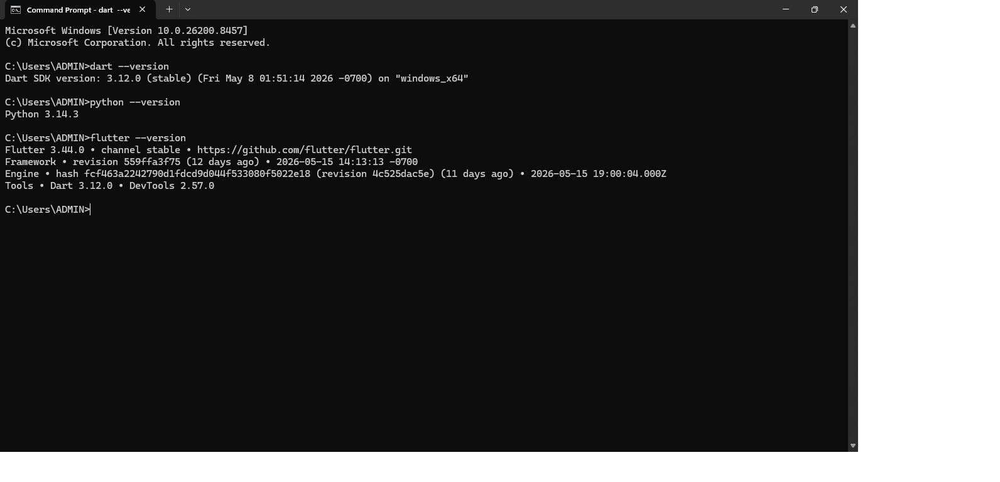 Command Prompt - dart --ve
Microsoft Windows [Version 10.0.26200.8457]
(c) Microsoft Corporation. All rights reserved.
C:\Users\ADMIN>dart --version
Dart SDK version: 3.12.0 (stable) (Fri May 8 01:51:14 2026 -0700) on "windows_x64"
C:\Users\ADMIN>python --version
Python 3.14.3
C:\Users\ADMIN>flutter --version
Flutter 3.44.0 • channel stable • https://github.com/flutter/flutter.git
Framework • revision 559ffa3f75 (12 days ago) • 2026-05-15 14:13:13 -0700
Engine • hash fcf463a2242790d1fdcd9d044f533080f5022e18 (revision 4c525dac5e) (11 days ago) • 2026-05-15 19:00:04.000Z
Tools • Dart 3.12.0 • DevTools 2.57.0
C:\Users\ADMIN>